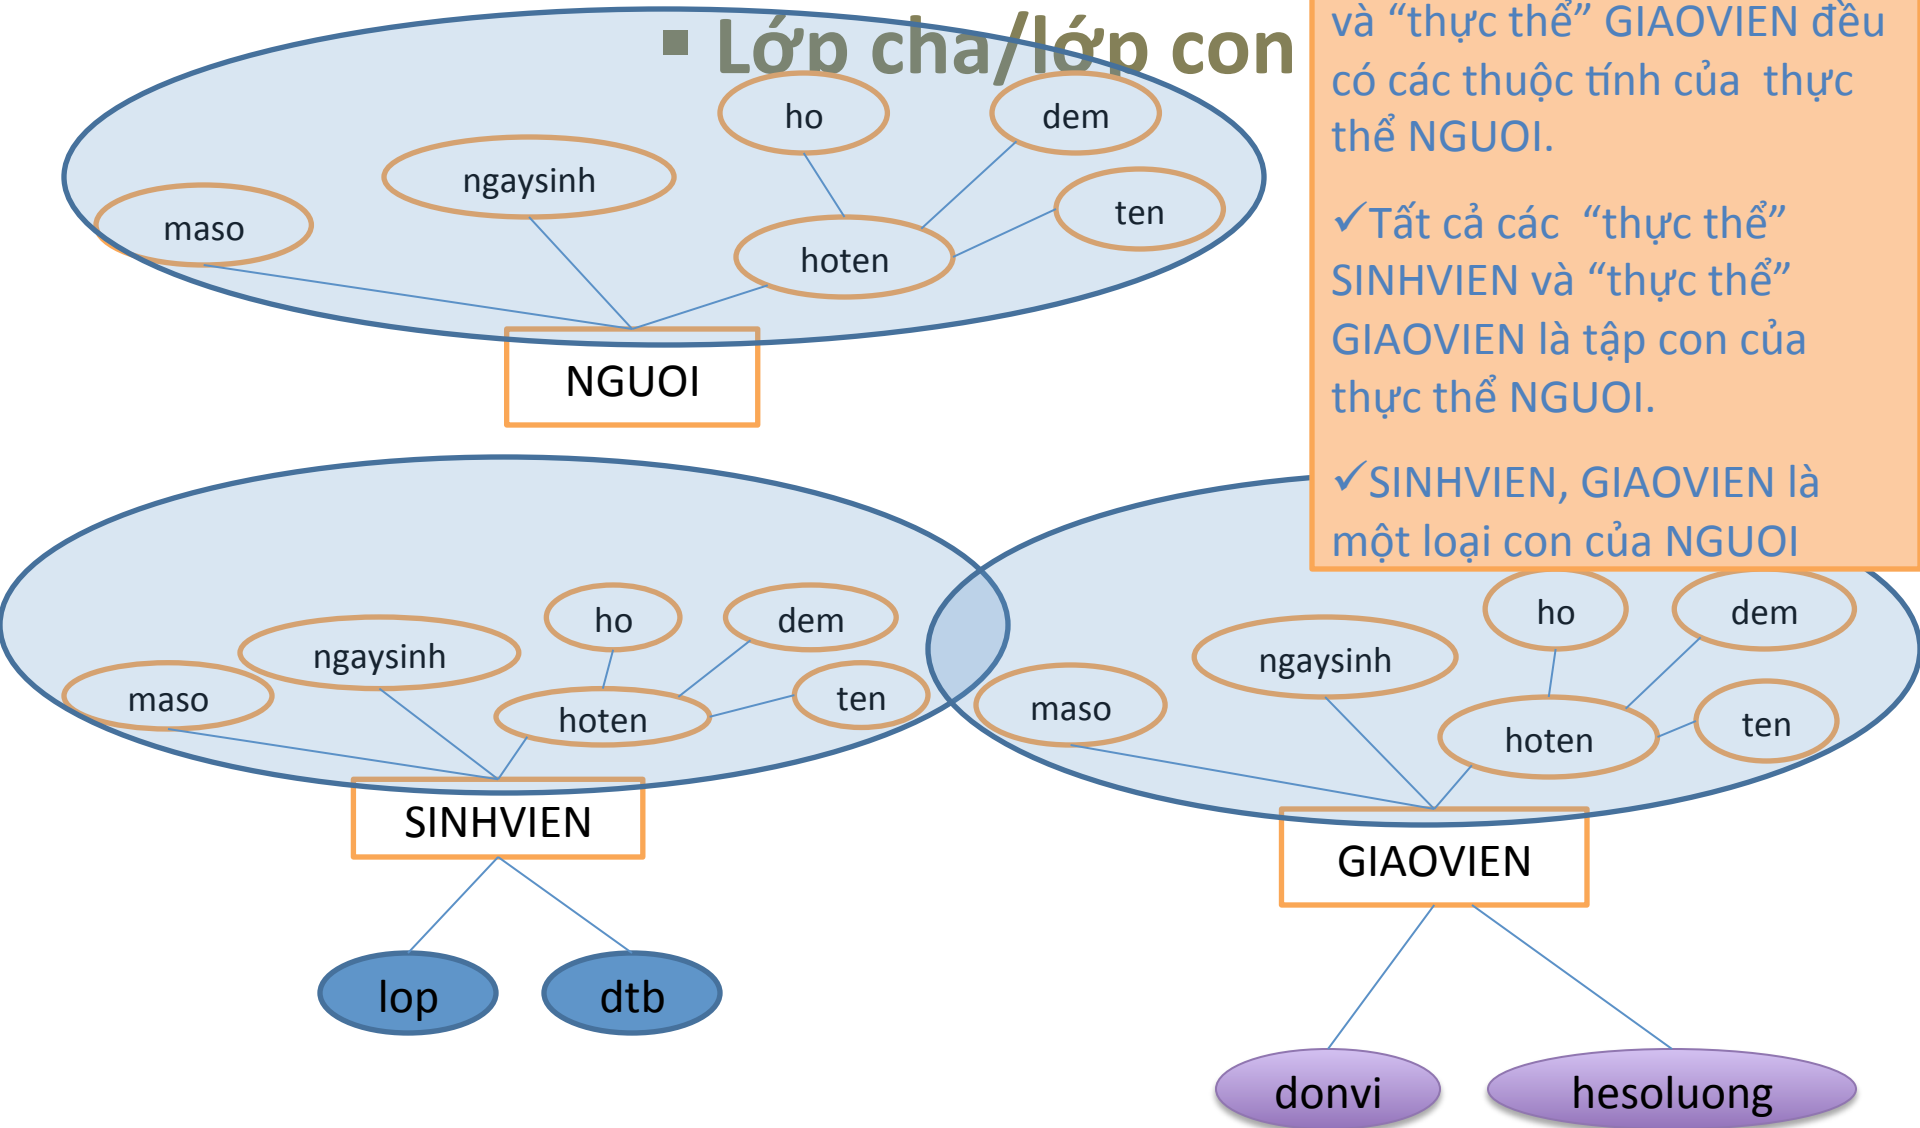 ▪ Lớp cha/lớp con
và “thực thể” GIAOVIEN đều
có các thuộc tính của thực
thể NGUOI.
✓Tất cả các “thực thể”
SINHVIEN và “thực thể”
GIAOVIEN là tập con của
thực thể NGUOI.
✓SINHVIEN, GIAOVIEN là
một loại con của NGUOI
ho
dem
ngaysinh
ten
maso
hoten
NGUOI
ho
dem
ngaysinh
maso
ten
hoten
SINHVIEN
lop
dtb
ho
dem
ngaysinh
maso
ten
hoten
GIAOVIEN
donvi
hesoluong